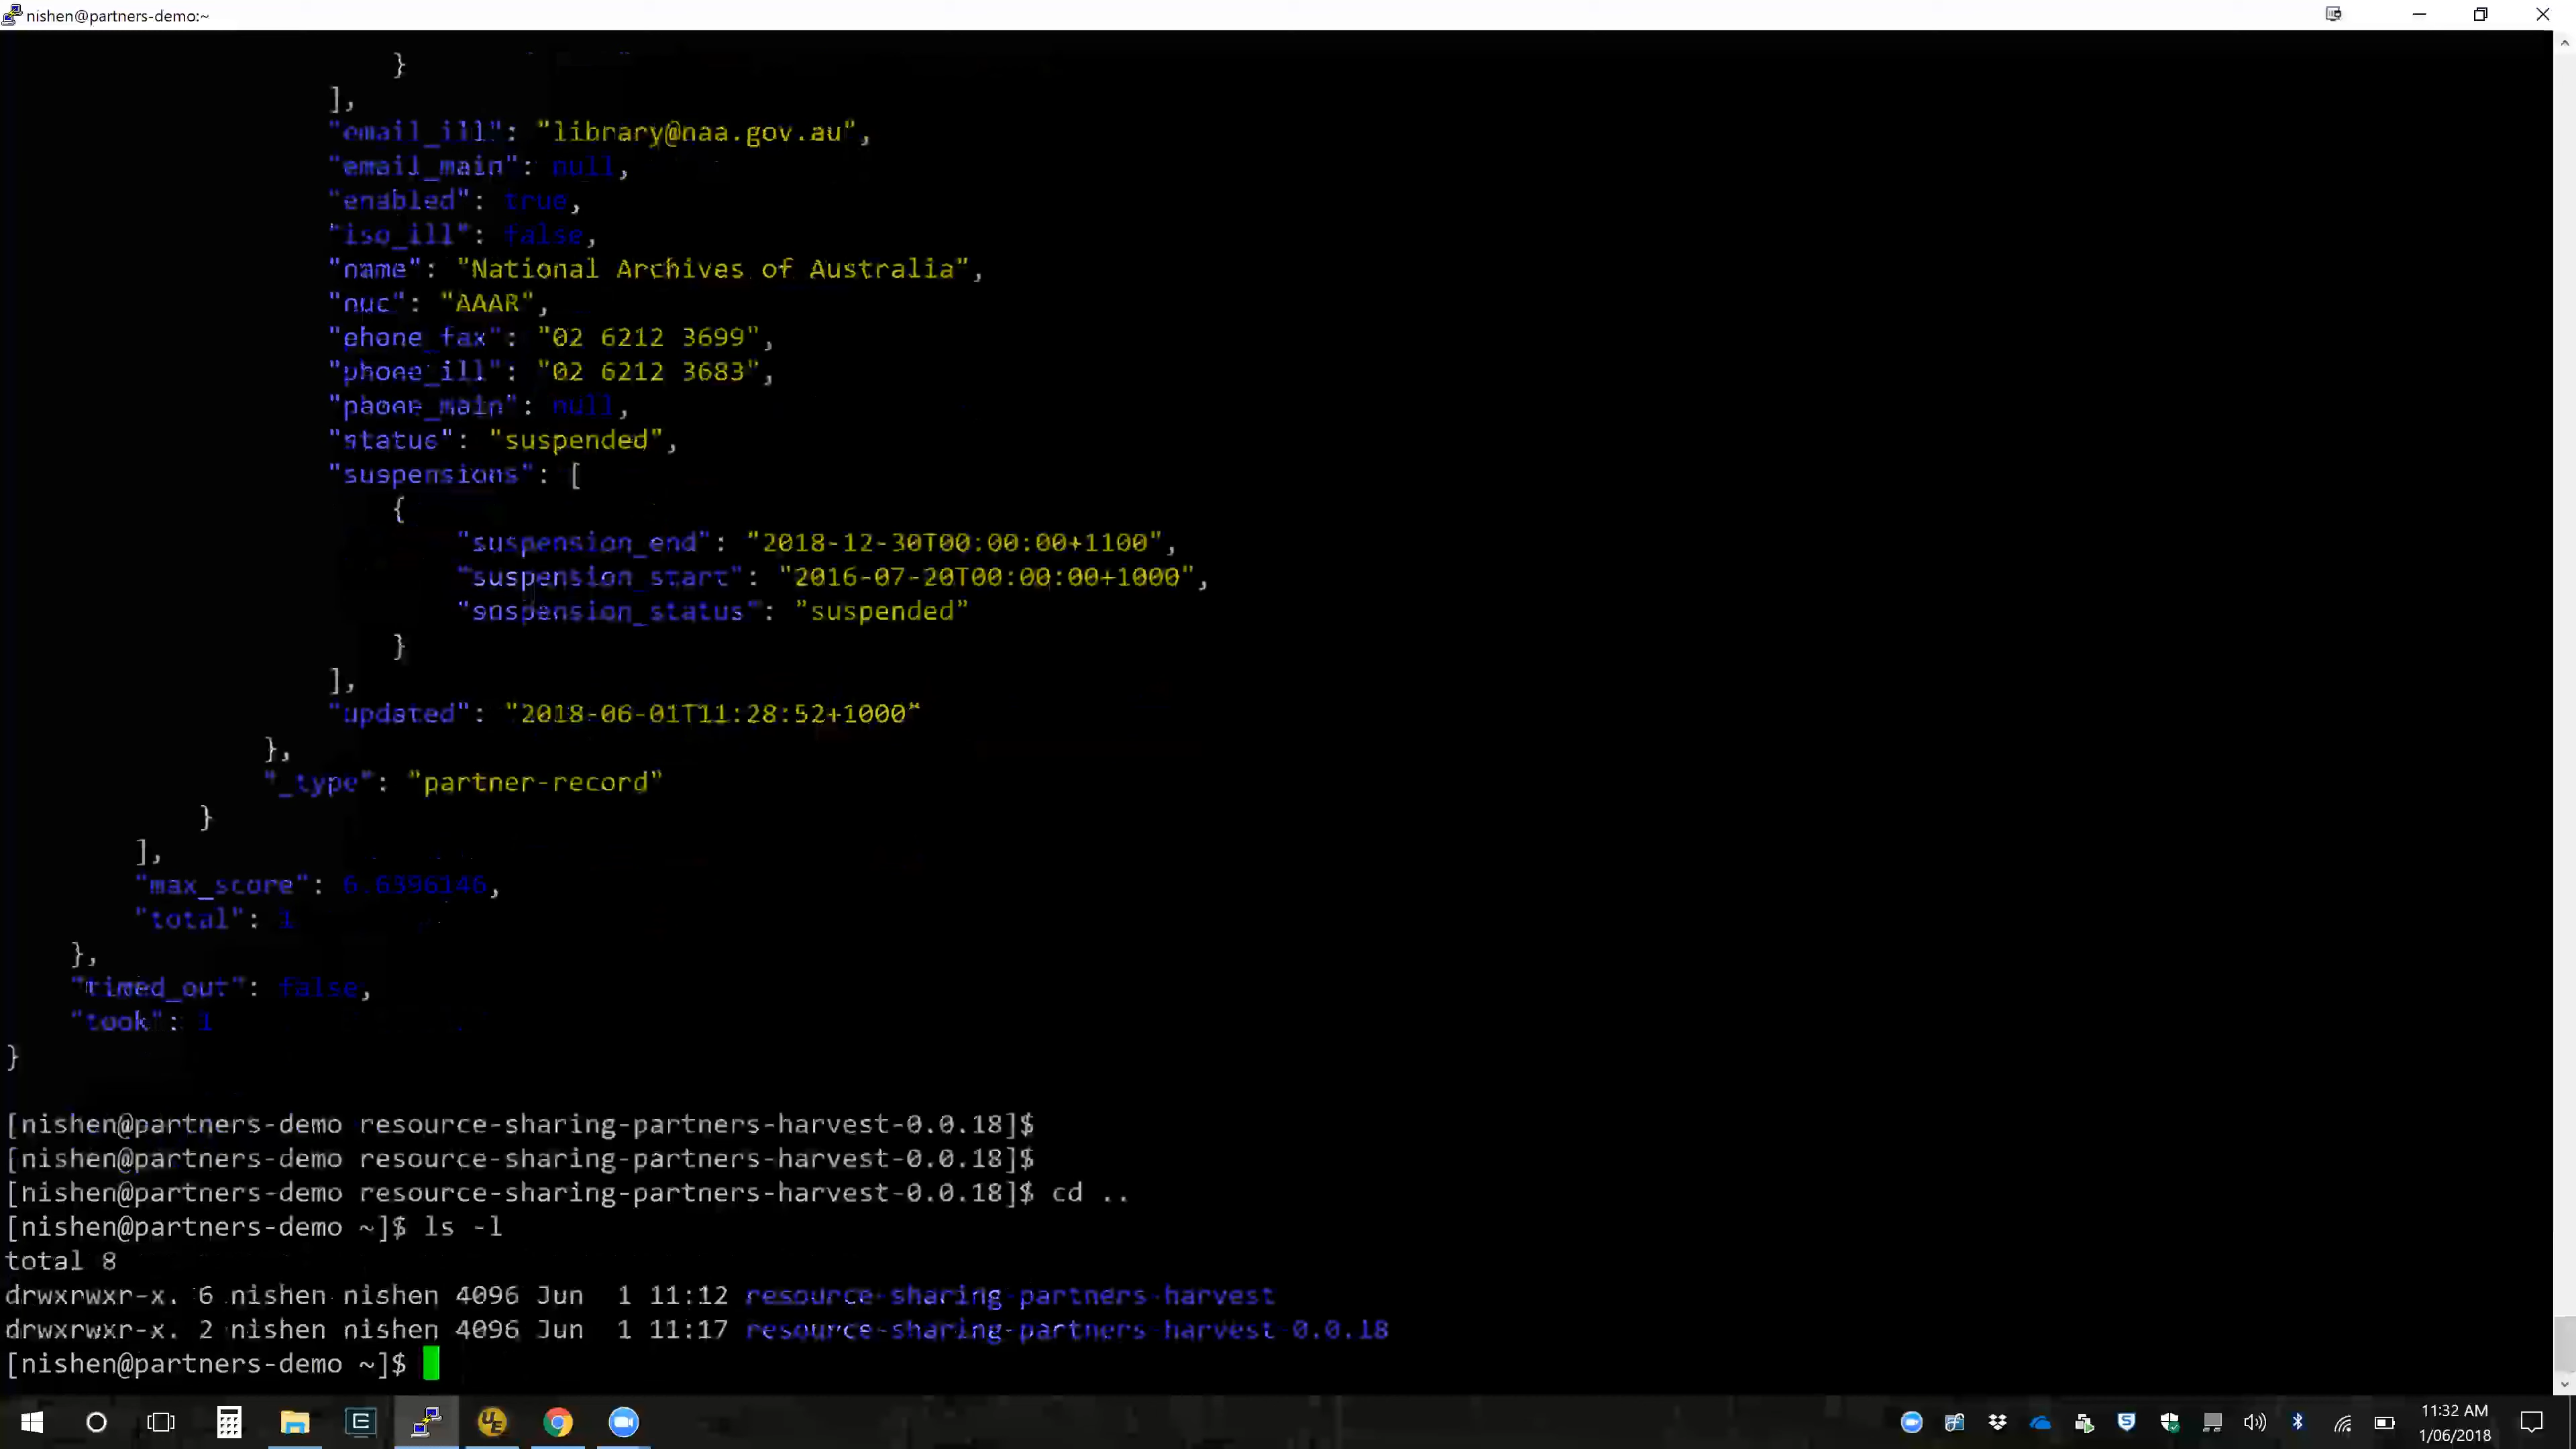 nishen@partners-demo:~
}
],
"email_ill": "library@naa.gov.au",
"email_main": null,
"enabled": true,
"iso_ill": false,
"name": "National Archives of Australia",
"nuc": "AAAR",
"phone_fax": "02 6212 3699",
"phone_ill": "02 6212 3683",
"phone_main": null,
"status": "suspended",
"suspensions": [
{
"suspension_end": "2018-12-30T00:00:00+1100",
"suspension_start": "2016-07-20T00:00:00+1000",
"suspension_status": "suspended"
}
],
"updated": "2018-06-01T11:28:52+1000"
},
"_type": "partner-record"
}
],
"max_score": 6.6396146,
"total": 1
},
"timed_out": false,
"took": 1
}
[nishen@partners-demo resource-sharing-partners-harvest-0.0.18]$
[nishen@partners-demo resource-sharing-partners-harvest-0.0.18]$
[nishen@partners-demo resource-sharing-partners-harvest-0.0.18]$ cd ..
[nishen@partners-demo ~]$ ls -l
total 8
drwxrwxr-x. 6 nishen nishen 4096 Jun  1 11:12 resource-sharing-partners-harvest
drwxrwxr-x. 2 nishen nishen 4096 Jun  1 11:17 resource-sharing-partners-harvest-0.0.18
[nishen@partners-demo ~]$
11:32 AM
1/06/2018